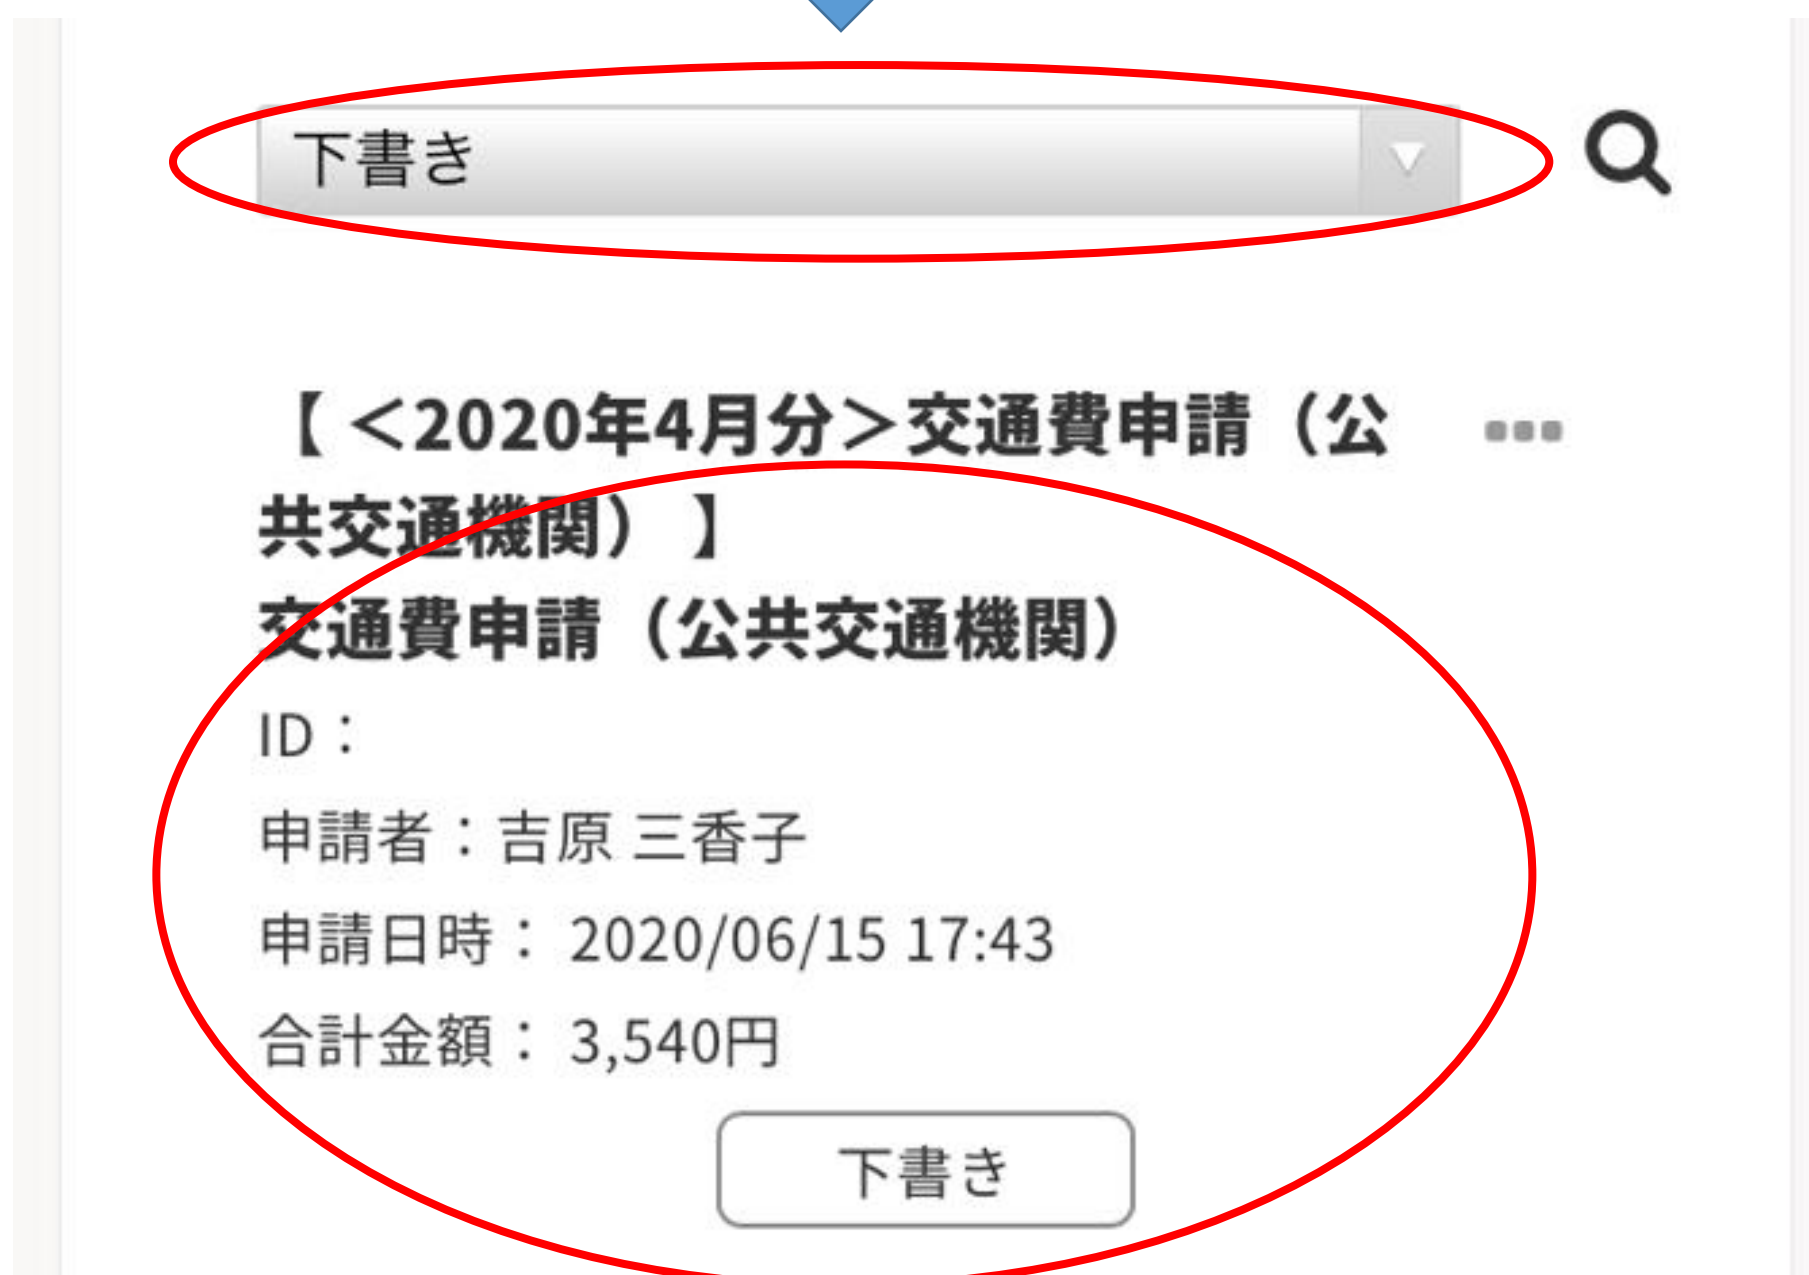 下書き
【 <2020年4月分>交通費申請（公
共交通機関） 】
交通費申請（公共交通機関）
ID：
申請者：吉原 三香子
申請日時： 2020/06/15 17:43
合計金額： 3,540円
下書き